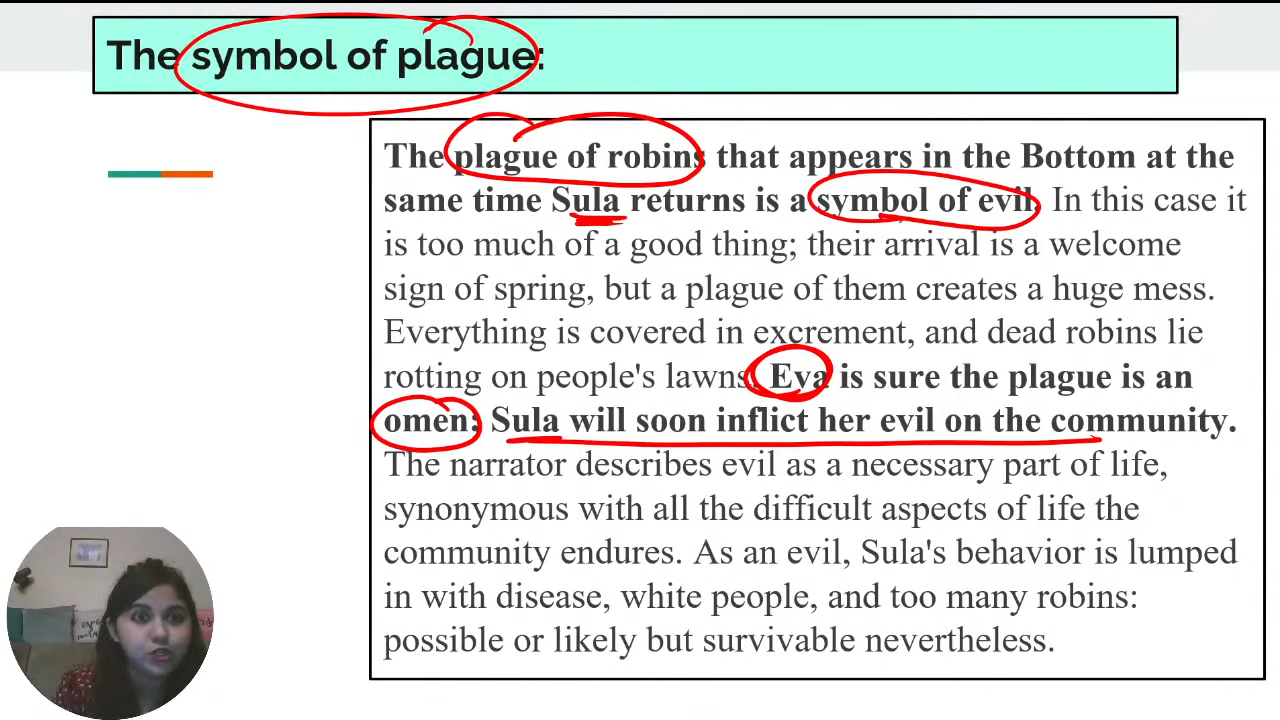 The symbol of plague:
The plague of robins that appears in the Bottom at the
same time Sula returns is a symbol of evil. In this case it
is too much of a good thing; their arrival is a welcome
sign of spring, but a plague of them creates a huge mess.
Everything is covered in excrement, and dead robins lie
rotting on people's lawns. Eva is sure the plague is an
omen: Sula will soon inflict her evil on the community.
The narrator describes evil as a necessary part of life,
synonymous with all the difficult aspects of life the
community endures. As an evil, Sula's behavior is lumped
in with disease, white people, and too many robins:
possible or likely but survivable nevertheless.